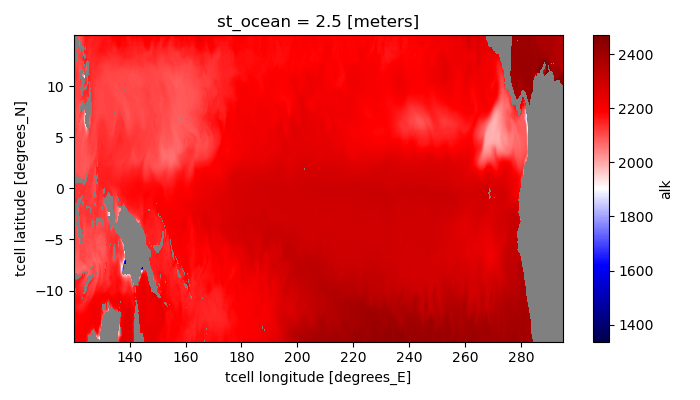 st_ocean = 2.5 [meters]
10
5
0
−5
−10
tcell latitude [degrees_N]
140 160 180 200 220 240 260 280
tcell longitude [degrees_E]
2400
2200
2000
1800
1600
1400
alk